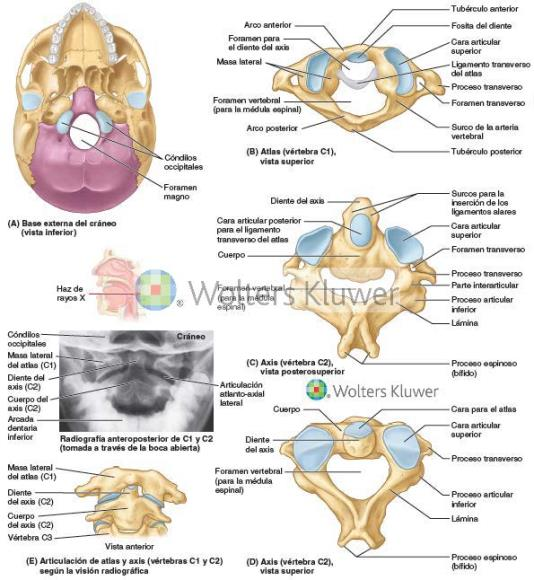 Córdilos
occipitales
Foramen
magno
(A) Base externa del cráneo
(vista inferior)
Tubérculo anterior
Arco anterior
Fosita del diente
Foramen para
el diente del axis
Cara articular
superior
Masa lateral
Ligamento transverso
del atlas
Proceso transverso
Foramen vertebral
(para la médula espinal)
Foramen transverso
Arco posterior
Surco de la arteria
vertebral
(B) Atlas (vértebra C1),
vista superior
Tubérculo posterior
Diente del axis
Surcos para la
inserción de los
ligamentos alares
Cara articular posterior
para el ligamento
transverso del atlas
Cara articular
superior
Cuerpo
Foramen transverso
Foramen vertebral
(para la médula
espinal)
Proceso transverso
Parte interarticular
Proceso articular
inferior
Lámina
(C) Axis (vértebra C2),
vista posterosuperior
Proceso espinoso
(bífido)
Haz de
rayos X
® Wolters Kluwer
Wolters Kluwer
Cóndilos
occipitales
Cráneo
Masa lateral
del atlas (C1)
Diente del
axis (C2)
Cuerpo del
axis (C2)
Arcada
dentaria
inferior
Articulación
atlanto-axial
lateral
Radiografía anteroposterior de C1 y C2
(tomada a través de la boca abierta)
Masa lateral
del atlas (C1)
Diente
del axis (C2)
Cuerpo
del axis (C2)
Vértebra C3
Vista anterior
(E) Articulación de atlas y axis (vértebras C1 y C2)
según la visión radiográfica
Cuerpo
Cara para el atlas
Diente
del axis
Cara articular
superior
Foramen vertebral
(para la médula
espinal)
Proceso transverso
Proceso articular
inferior
Lámina
(D) Axis (vértebra C2),
vista superior
Proceso espinoso
(bífido)